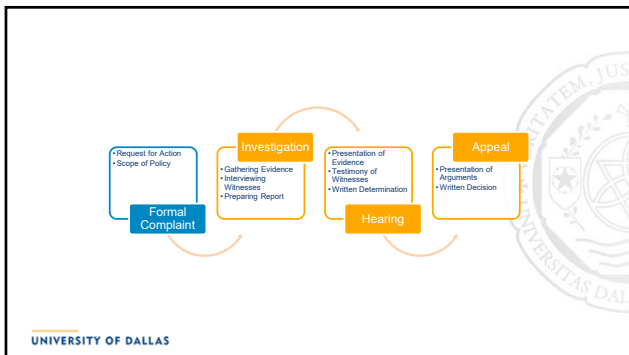 • Request for Action
• Scope of Policy
Formal
Complaint
Investigation
• Gathering Evidence
• Interviewing
Witnesses
• Preparing Report
• Presentation of
Evidence
• Testimony of
Witnesses
• Written Determination
Hearing
Appeal
• Presentation of
Arguments
• Written Decision
UNIVERSITY OF DALLAS